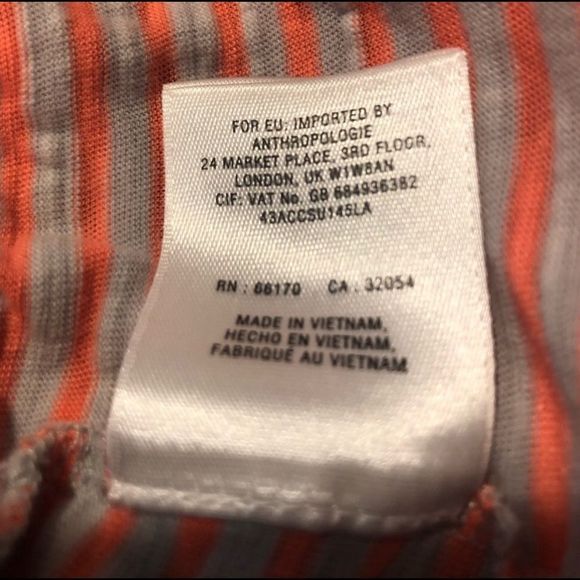 FOR EU: IMPORTED BY
ANTHROPOLOGIE
24 MARKET PLACE, 3RD FLOOR,
LONDON, UK W1W8AN
CIF: VAT No. GB 684936382
43ACCSU145LA
RN : 66170 CA : 32054
MADE IN VIETNAM,
HECHO EN VIETNAM,
FABRIQUÉ AU VIETNAM